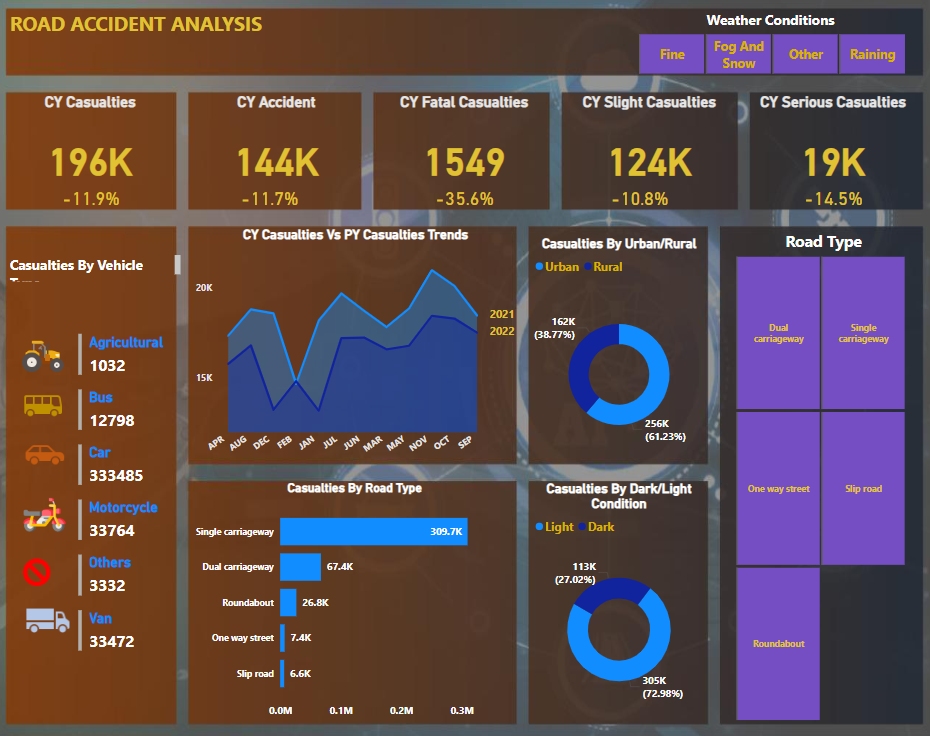 ROAD ACCIDENT ANALYSIS
Weather Conditions
Fine
Fog And
Snow
Other
Raining
CY Casualties
196K
-11.9%
CY Accident
144K
-11.7%
CY Fatal Casualties
1549
-35.6%
CY Slight Casualties
124K
-10.8%
CY Serious Casualties
19K
-14.5%
Casualties By Vehicle
Agricultural
1032
Bus
12798
Car
333485
Motorcycle
33764
Others
3332
Van
33472
CY Casualties Vs PY Casualties Trends
20K
15K
2021
2022
APR AUG DEC FEB JAN JUL JUN MAR MAY NOV OCT SEP
Casualties By Urban/Rural
Urban Rural
162K
(38.77%)
256K
(61.23%)
Casualties By Road Type
Single carriageway 309.7K
Dual carriageway 67.4K
Roundabout 26.8K
One way street 7.4K
Slip road 6.6K
0.0M 0.1M 0.2M 0.3M
Casualties By Dark/Light
Condition
Light Dark
113K
(27.02%)
305K
(72.98%)
Road Type
Dual
carriageway
Single
carriageway
One way street
Slip road
Roundabout